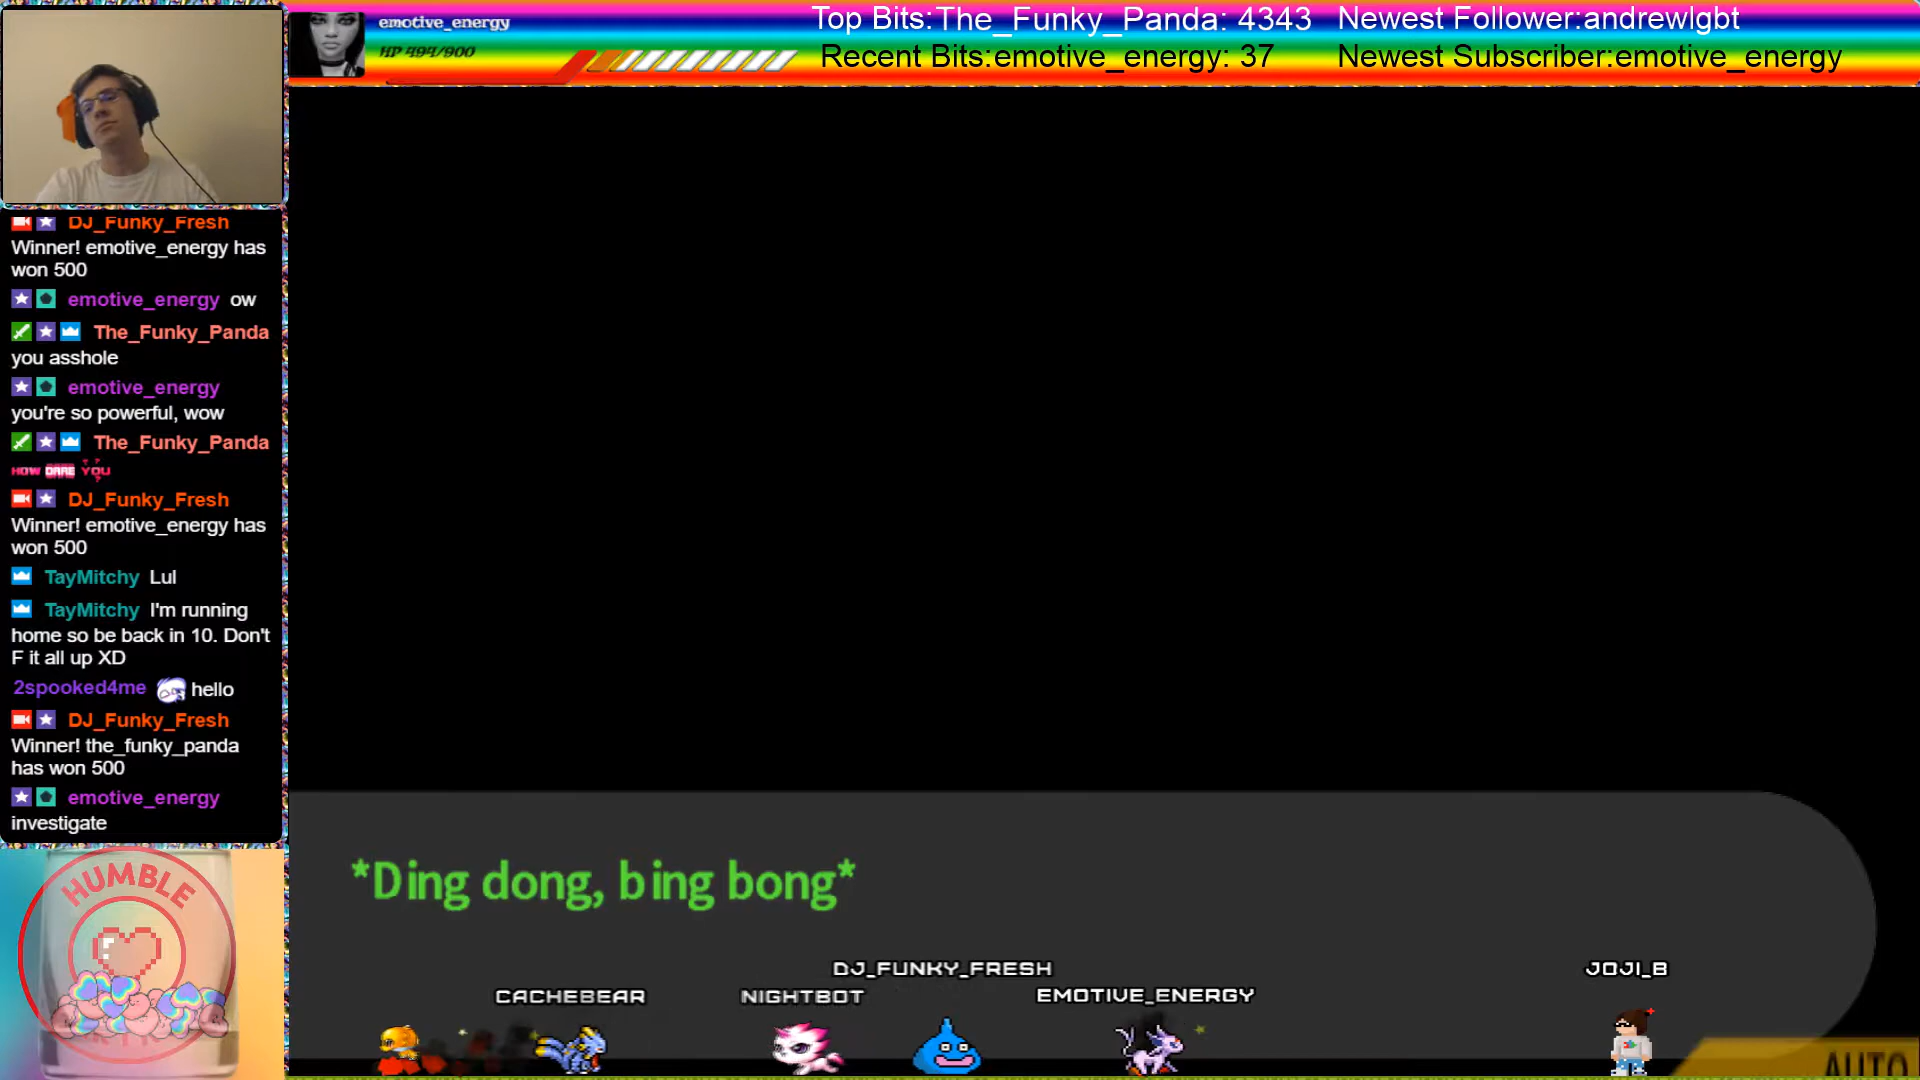 emotive_energy
HP 494/900
Top Bits:The_Funky_Panda: 4343
Newest Follower:andrewlgbt
Recent Bits:emotive_energy: 37
Newest Subscriber:emotive_energy
DJ_Funky_Fresh
Winner! emotive_energy has
won 500
emotive_energy ow
The_Funky_Panda
you asshole
emotive_energy
you're so powerful, wow
The_Funky_Panda
HOW DARE YOU
DJ_Funky_Fresh
Winner! emotive_energy has
won 500
TayMitchy Lul
TayMitchy I'm running
home so be back in 10. Don't
F it all up XD
2spooked4me hello
DJ_Funky_Fresh
Winner! the_funky_panda
has won 500
emotive_energy
investigate
HUMBLE
*Ding dong, bing bong*
DJ_FUNKY_FRESH
JOJI_B
CACHEBEAR
NIGHTBOT
EMOTIVE_ENERGY
AUTO